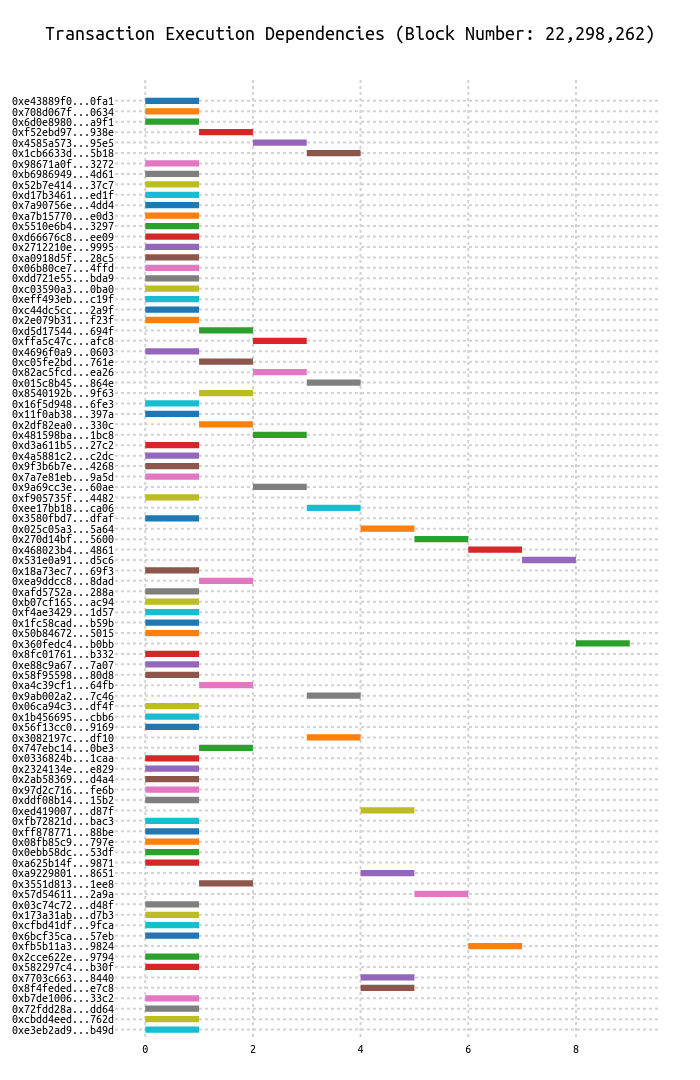 Transaction Execution Dependencies (Block Number: 22,298,262)
0xe43889f0...0fa1
0x708d067f...0634
0x6d0e8980...a9f1
0xf52ebd97...938e
0x4585a573...95e5
0x1cb6633d...5b18
0x98671a0f...3272
0xb6986949...4d61
0x52b7e414...37c7
0xd17b3461...ed1f
0x7a90756e...4dd4
0xa7b15770...e0d3
0x5510e6b4...3297
0xd66676c8...ee09
0x2712210e...9995
0xa0918d5f...28c5
0x06b80ce7...4ffd
0xdd721e55...bda9
0xc03590a3...0ba0
0xeff493eb...c19f
0xc44dc5cc...2a9f
0x2e079b31...f23f
0xd5d17544...694f
0xffa5c47c...afc8
0x4696f0a9...0603
0xc05fe2bd...761e
0x82ac5fcd...ea26
0x015c8b45...864e
0x8540192b...9f63
0x16f5d948...6fe3
0x11f0ab38...397a
0x2df82ea0...330c
0x481598ba...1bc8
0xd3a611b5...27c2
0x4a5881c2...c2dc
0x9f3b6b7e...4268
0x7a7e81eb...9a5d
0x9a69cc3e...60ae
0xf905735f...4482
0xee17bb18...ca06
0x3580fbd7...dfaf
0x025c05a3...5a64
0x270d14bf...5600
0x468023b4...4861
0x531e0a91...d5c6
0x18a73ec7...69f3
0xea9ddcc8...8dad
0xafd5752a...288a
0xb07cf165...ac94
0xf4ae3429...1d57
0x1fc58cad...b59b
0x50b84672...5015
0x360fedc4...b0bb
0x8fc01761...b332
0xe88c9a67...7a07
0x58f95598...80d8
0xa4c39cf1...64fb
0x9ab002a2...7c46
0x06ca94c3...df4f
0x1b456695...cbb6
0x56f13cc0...9169
0x3082197c...df10
0x747ebc14...0be3
0x0336824b...1caa
0x2324134e...e829
0x2ab58369...d4a4
0x97d2c716...fe6b
0xddf08b14...15b2
0xed419007...d87f
0xfb72821d...bac3
0xff878771...88be
0x08fb85c9...797e
0x0ebb58dc...53df
0xa625b14f...9871
0xa9229801...8651
0x3551d813...1ee8
0x57d54611...2a9a
0x03c74c72...d48f
0x173a31ab...d7b3
0xcfbd41df...9fca
0x6bcf35ca...57eb
0xfb5b11a3...9824
0x2cce622e...9794
0x582297c4...b30f
0x7703c663...8440
0x8f4feded...e7c8
0xb7de1006...33c2
0x72fdd28a...dd64
0xcbdd4eed...762d
0xe3eb2ad9...b49d
0 2 4 6 8